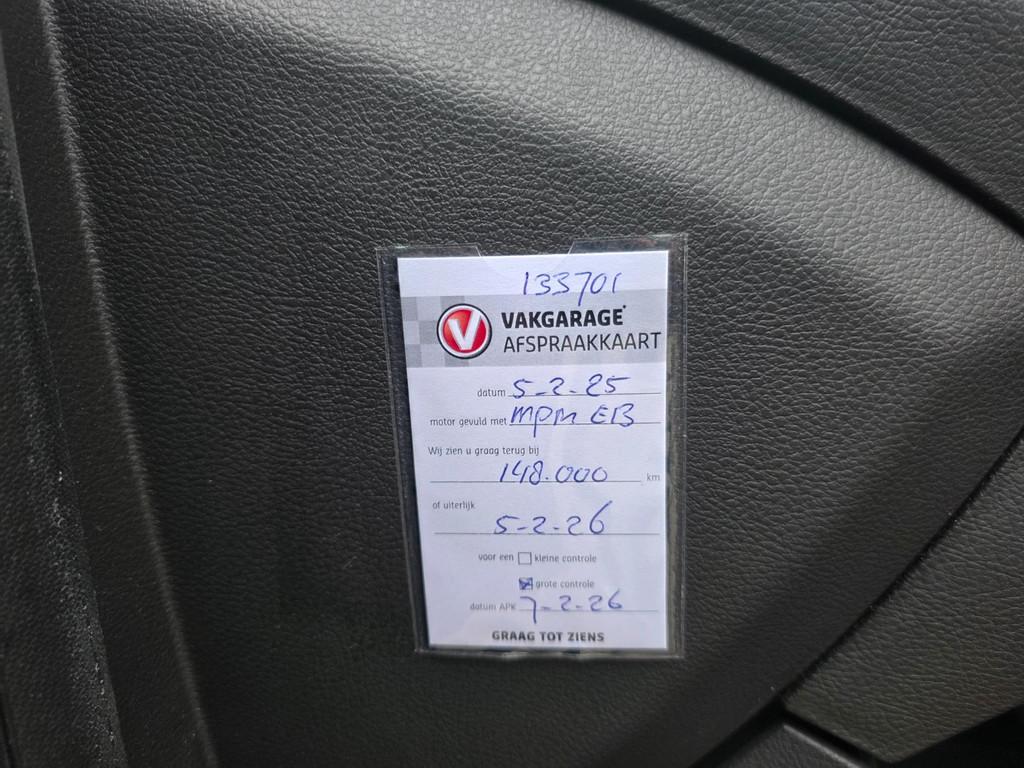 133701
V VAKGARAGE
AFSPRAAKKAART
datum 5-2-25
motor gevuld met MPM EB
Wij zien u graag terug bij
148.000 km
of uiterlijk
5-2-26
voor een kleine controle
grote controle
datum APK 7-2-26
GRAAG TOT ZIENS